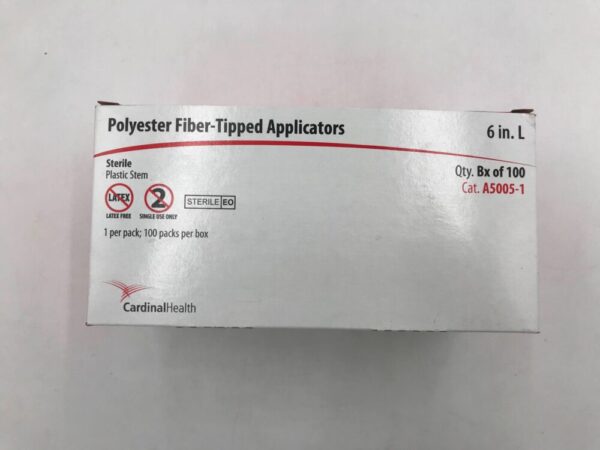 Polyester Fiber-Tipped Applicators
6 in. L
Sterile
Plastic Stem
Qty. Bx of 100
Cat. A5005-1
LATEX
2
STERILE EO
LATEX FREE
SINGLE USE ONLY
1 per pack; 100 packs per box
CardinalHealth